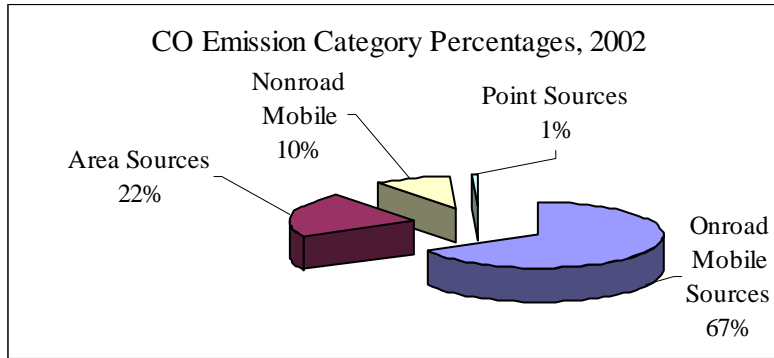 CO Emission Category Percentages, 2002
Nonroad
Mobile
10%
Point Sources
1%
Area Sources
22%
Onroad
Mobile
Sources
67%